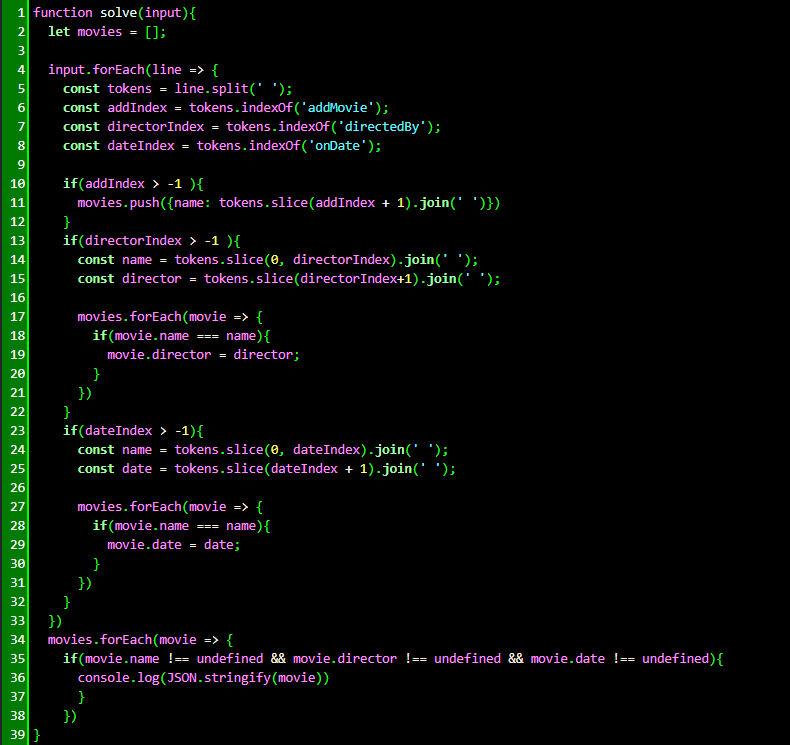 1 function solve(input){
2   let movies = [];
3
4   input.forEach(line => {
5     const tokens = line.split(' ');
6     const addIndex = tokens.indexOf('addMovie');
7     const directorIndex = tokens.indexOf('directedBy');
8     const dateIndex = tokens.indexOf('onDate');
9
10     if(addIndex > -1 ){
11       movies.push({name: tokens.slice(addIndex + 1).join(' ')})
12     }
13     if(directorIndex > -1 ){
14       const name = tokens.slice(0, directorIndex).join(' ');
15       const director = tokens.slice(directorIndex+1).join(' ');
16
17       movies.forEach(movie => {
18         if(movie.name === name){
19           movie.director = director;
20         }
21       })
22     }
23     if(dateIndex > -1){
24       const name = tokens.slice(0, dateIndex).join(' ');
25       const date = tokens.slice(dateIndex + 1).join(' ');
26
27       movies.forEach(movie => {
28         if(movie.name === name){
29           movie.date = date;
30         }
31       })
32     }
33   })
34   movies.forEach(movie => {
35     if(movie.name !== undefined && movie.director !== undefined && movie.date !== undefined){
36       console.log(JSON.stringify(movie))
37       }
38     })
39 }